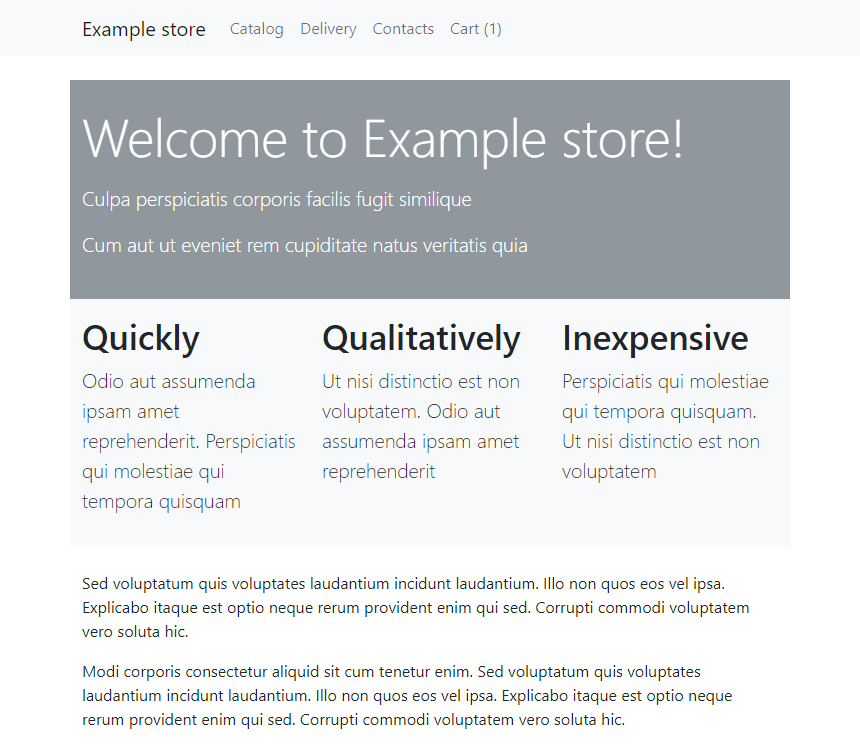 Example store Catalog Delivery Contacts Cart (1)
Welcome to Example store!
Culpa perspiciatis corporis facilis fugit similique
Cum aut ut eveniet rem cupiditate natus veritatis quia
Quickly
Odio aut assumenda
ipsam amet
reprehenderit. Perspiciatis
qui molestiae qui
tempora quisquam
Qualitatively
Ut nisi distinctio est non
voluptatem. Odio aut
assumenda ipsam amet
reprehenderit
Inexpensive
Perspiciatis qui molestiae
qui tempora quisquam.
Ut nisi distinctio est non
voluptatem
Sed voluptatum quis voluptates laudantium incidunt laudantium. Illo non quos eos vel ipsa.
Explicabo itaque est optio neque rerum provident enim qui sed. Corrupti commodi voluptatem
vero soluta hic.
Modi corporis consectetur aliquid sit cum tenetur enim. Sed voluptatum quis voluptates
laudantium incidunt laudantium. Illo non quos eos vel ipsa. Explicabo itaque est optio neque
rerum provident enim qui sed. Corrupti commodi voluptatem vero soluta hic.